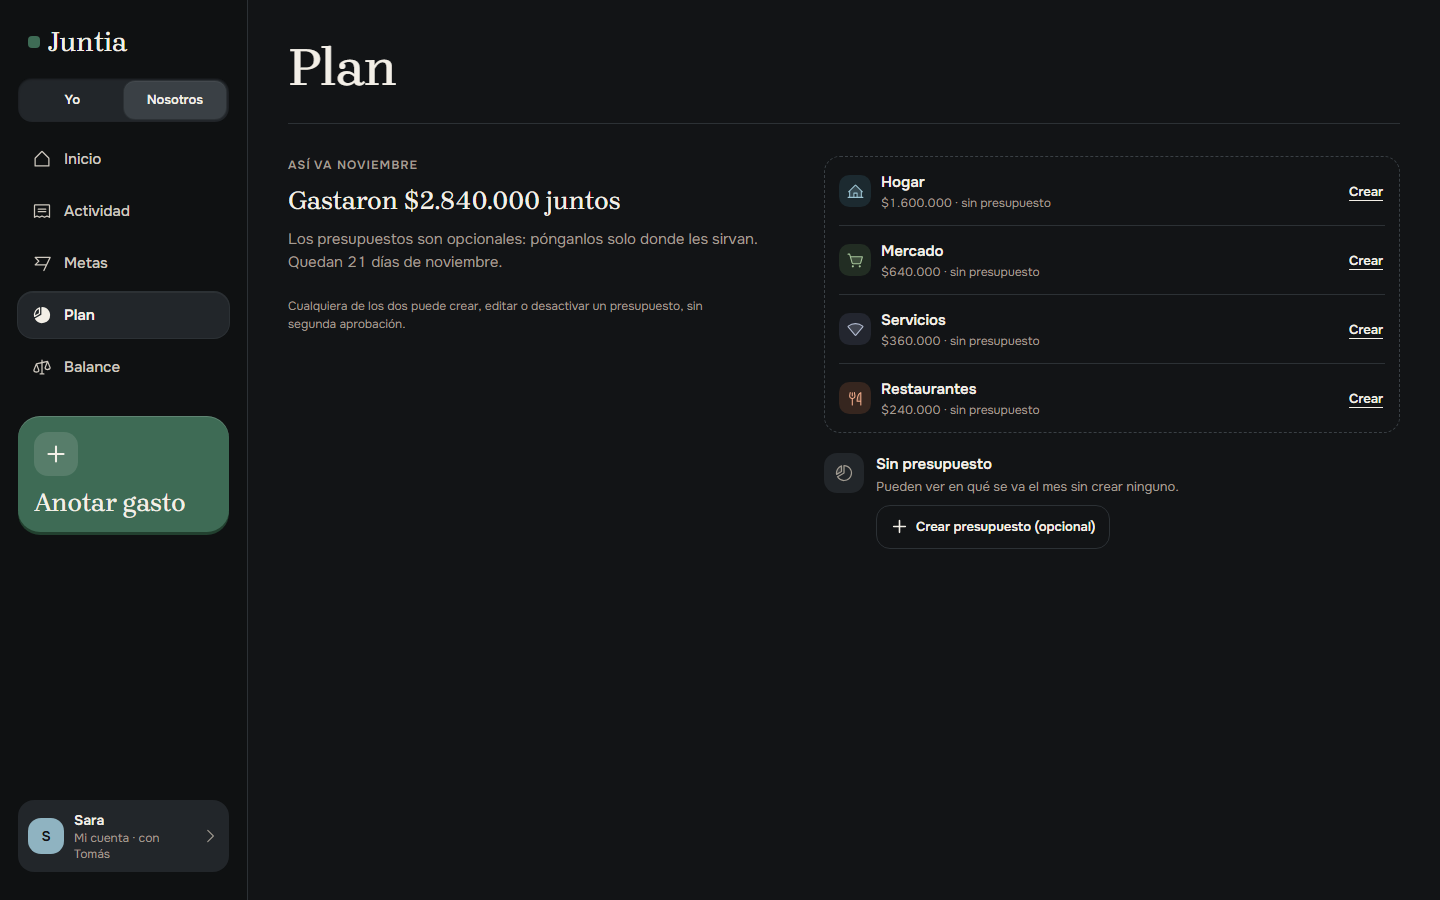 Juntia
Yo
Nosotros
Inicio
Actividad
Metas
Plan
Balance
Anotar gasto
Sara
Mi cuenta · con
Tomás
Plan
ASÍ VA NOVIEMBRE
Gastaron $2.840.000 juntos
Los presupuestos son opcionales: pónganlos solo donde les sirvan.
Quedan 21 días de noviembre.
Cualquiera de los dos puede crear, editar o desactivar un presupuesto, sin
segunda aprobación.
Hogar
$1.600.000 · sin presupuesto
Crear
Mercado
$640.000 · sin presupuesto
Crear
Servicios
$360.000 · sin presupuesto
Crear
Restaurantes
$240.000 · sin presupuesto
Crear
Sin presupuesto
Pueden ver en qué se va el mes sin crear ninguno.
Crear presupuesto (opcional)
S